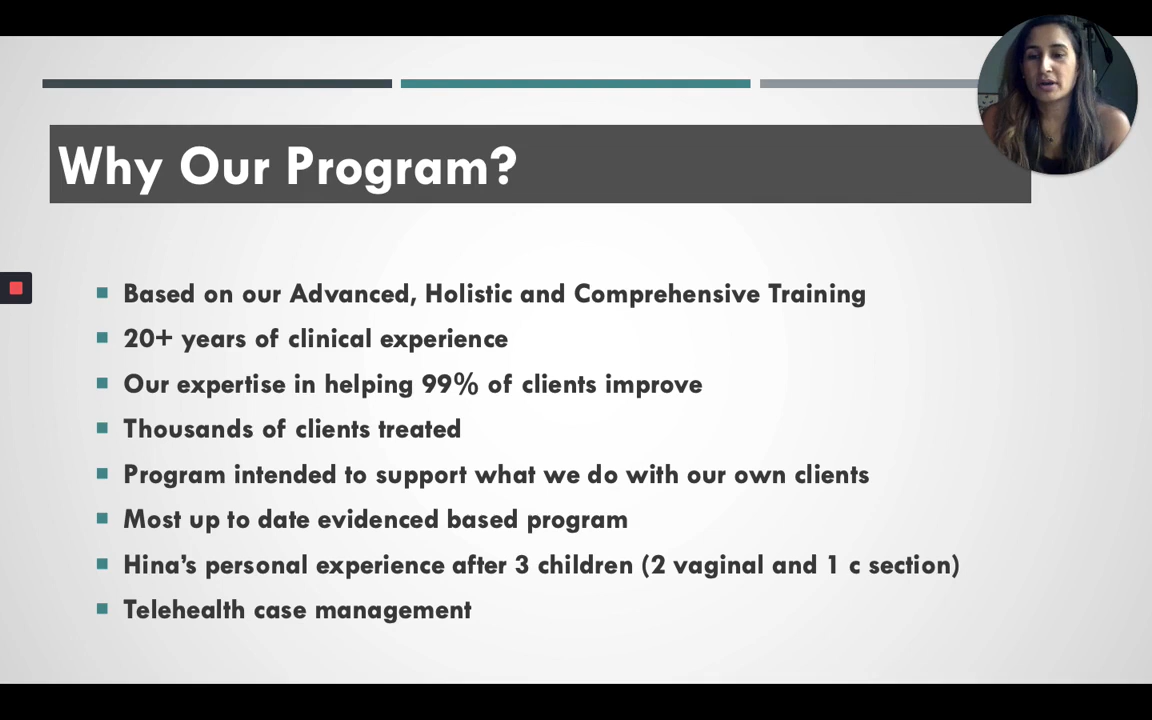 Why Our Program?
Based on our Advanced, Holistic and Comprehensive Training
20+ years of clinical experience
Our expertise in helping 99% of clients improve
Thousands of clients treated
Program intended to support what we do with our own clients
Most up to date evidenced based program
Hina’s personal experience after 3 children (2 vaginal and 1 c section)
Telehealth case management